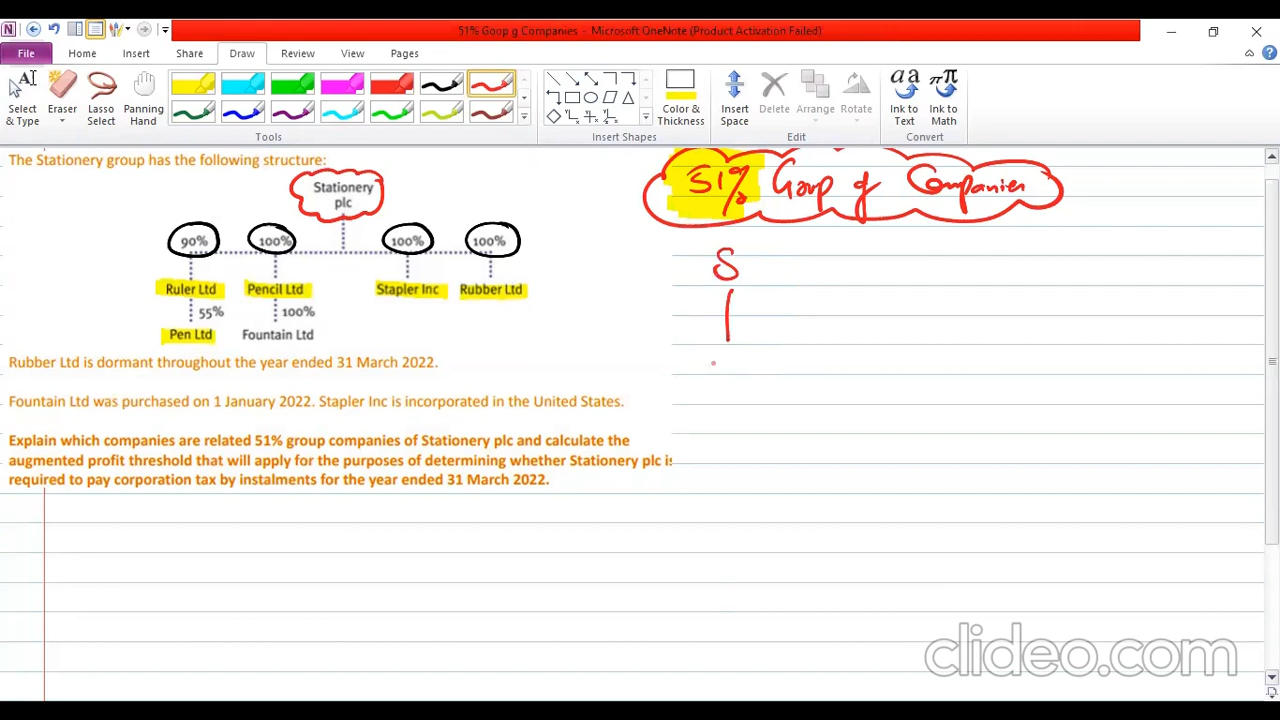 51% Goop g Companies - Microsoft OneNote (Product Activation Failed)
File Home Insert Share Draw Review View Pages
Select & Type
Eraser
Lasso Select
Panning Hand
Color & Thickness
Insert Space
Delete
Arrange
Rotate
Ink to Text
Ink to Math
Tools
Insert Shapes
Edit
Convert
The Stationery group has the following structure:
Stationery plc
90% 100% 100% 100%
Ruler Ltd Pencil Ltd Stapler Inc Rubber Ltd
55% 100%
Pen Ltd Fountain Ltd
Rubber Ltd is dormant throughout the year ended 31 March 2022.
Fountain Ltd was purchased on 1 January 2022. Stapler Inc is incorporated in the United States.
Explain which companies are related 51% group companies of Stationery plc and calculate the
augmented profit threshold that will apply for the purposes of determining whether Stationery plc is
required to pay corporation tax by instalments for the year ended 31 March 2022.
51% Goop of Companies
S
clideo.com